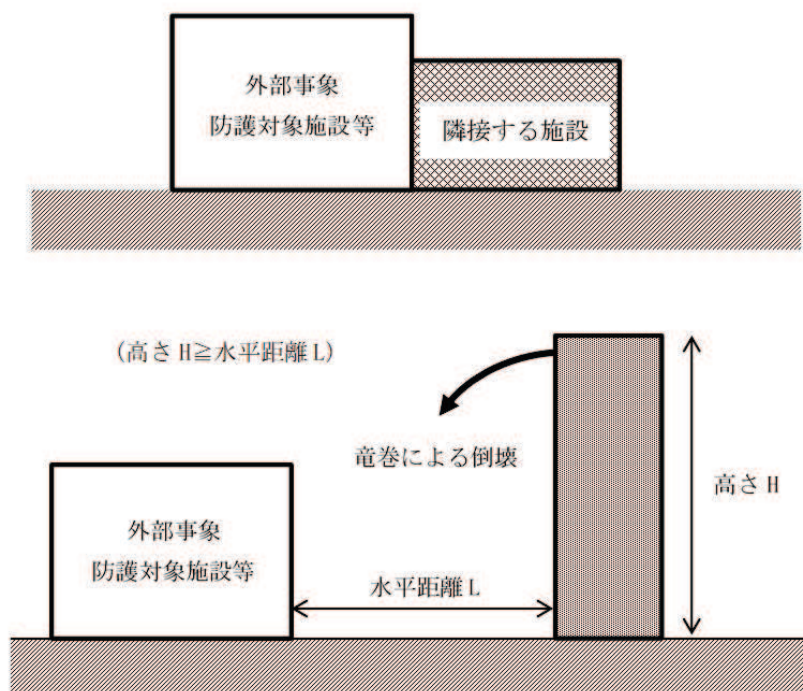 外部事象
防護対象施設等
隣接する施設
(高さ H≧水平距離 L)
竜巻による倒壊
高さ H
外部事象
防護対象施設等
水平距離 L